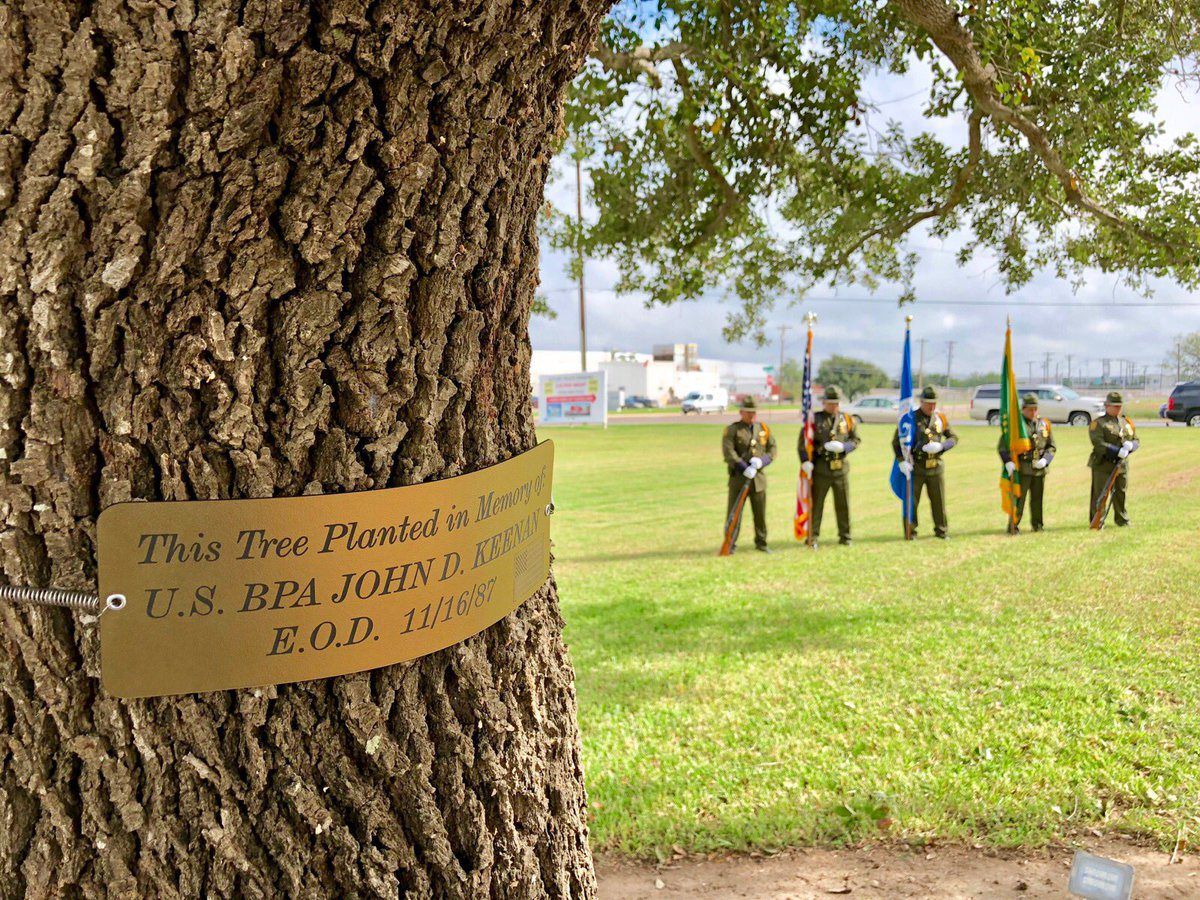 This Tree Planted in Memory of:
U.S. BPA JOHN D. KEENAN
E.O.D. 11/16/87